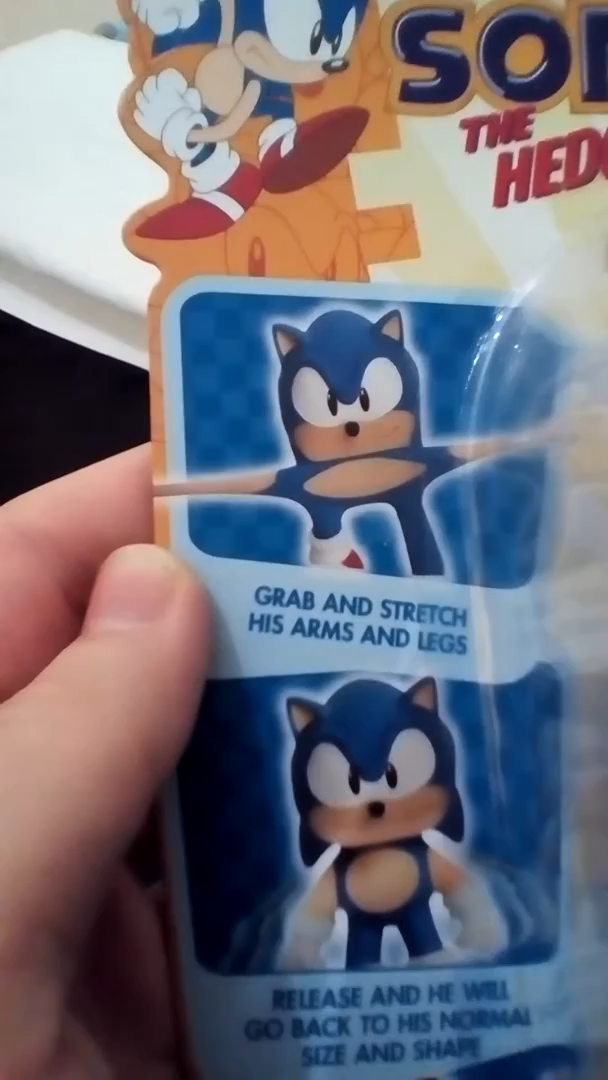 SO
THE
HED
GRAB AND STRETCH
HIS ARMS AND LEGS
RELEASE AND HE WILL
GO BACK TO HIS NORMAL
SIZE AND SHAPE